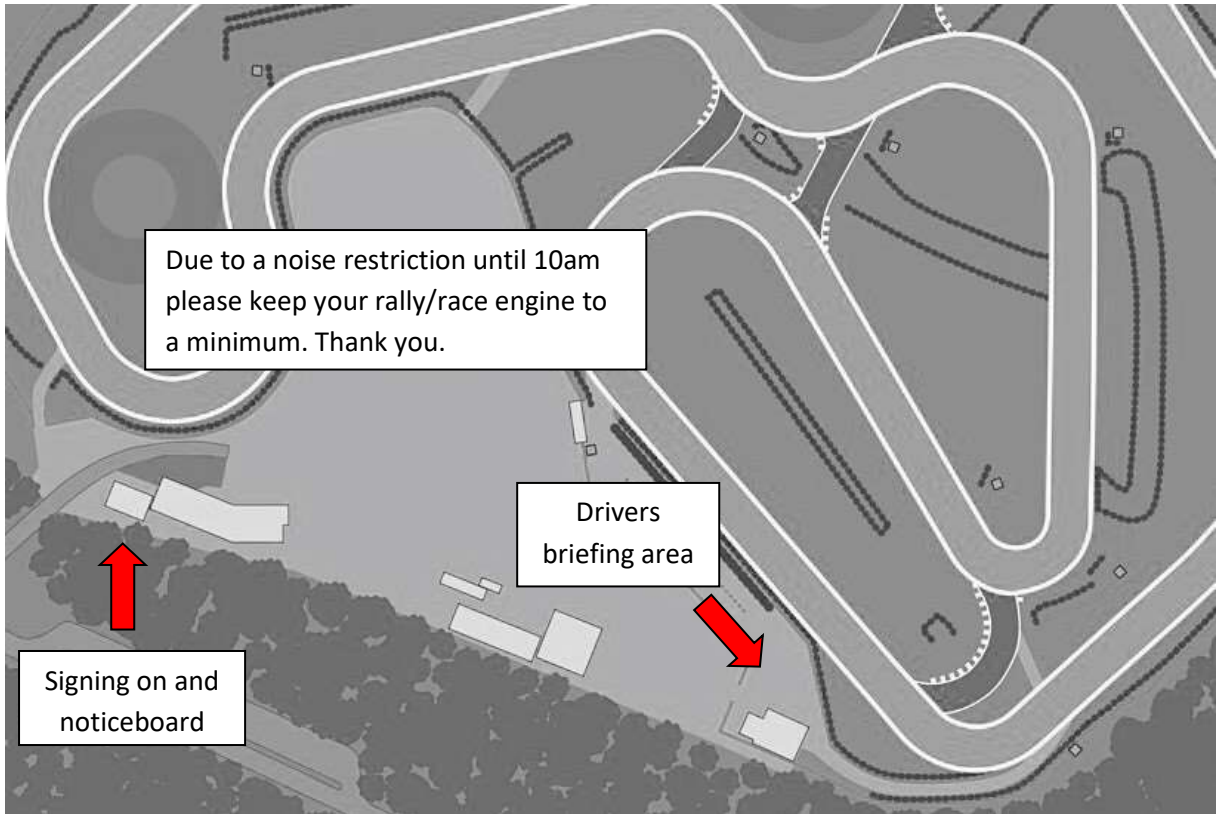 Due to a noise restriction until 10am
please keep your rally/race engine to
a minimum. Thank you.
Drivers
briefing area
Signing on and
noticeboard